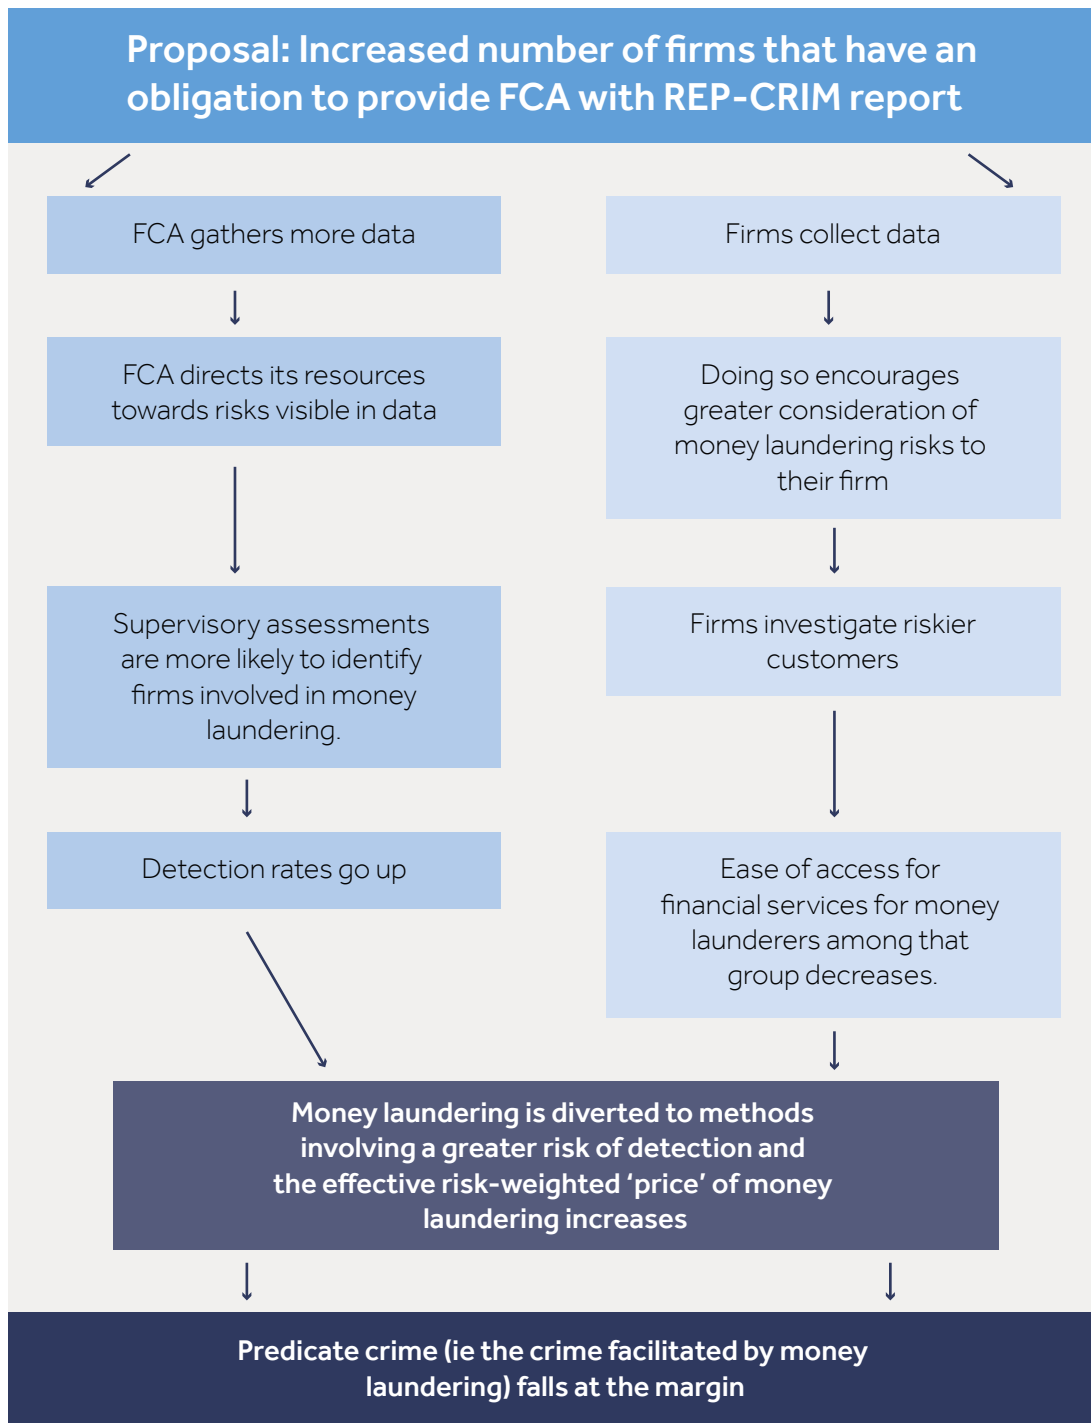 Proposal: Increased number of firms that have an
obligation to provide FCA with REP-CRIM report
FCA gathers more data
FCA directs its resources
towards risks visible in data
Supervisory assessments
are more likely to identify
firms involved in money
laundering.
Detection rates go up
Firms collect data
Doing so encourages
greater consideration of
money laundering risks to
their firm
Firms investigate riskier
customers
Ease of access for
financial services for money
launderers among that
group decreases.
Money laundering is diverted to methods
involving a greater risk of detection and
the effective risk-weighted ‘price’ of money
laundering increases
Predicate crime (ie the crime facilitated by money
laundering) falls at the margin